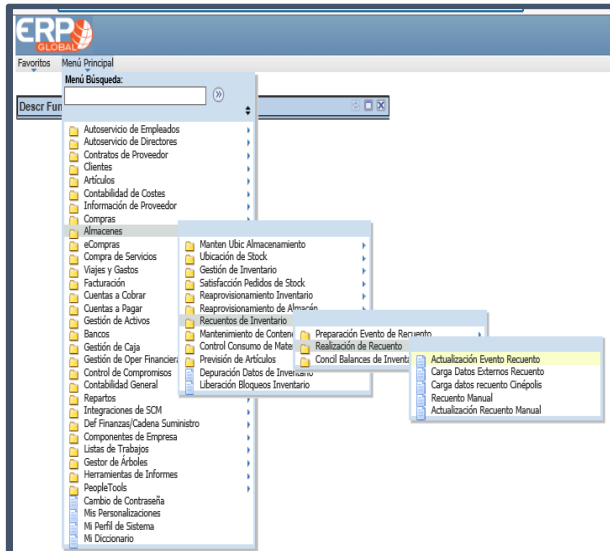 ERP
GLOBAL
Favoritos Menú Principal
Menú Búsqueda:
Descr Fun
Autoservicio de Empleados
Autoservicio de Directores
Contratos de Proveedor
Clientes
Artículos
Contabilidad de Costes
Información de Proveedor
Compras
Almacenes
eCompras
Compra de Servicios
Viajes y Gastos
Facturación
Cuentas a Cobrar
Cuentas a Pagar
Gestión de Activos
Bancos
Gestión de Caja
Gestión de Oper Financiera
Control de Compromisos
Contabilidad General
Repartos
Integraciones de SCM
Def Finanzas/Cadena Suministro
Componentes de Empresa
Listas de Trabajos
Gestor de Árboles
Herramientas de Informes
PeopleTools
Cambio de Contraseña
Mis Personalizaciones
Mi Perfil de Sistema
Mi Diccionario
Manten Ubic Almacenamiento
Ubicación de Stock
Gestión de Inventario
Satisfacción Pedidos de Stock
Reaprovisionamiento Inventario
Reaprovisionamiento de Almacén
Recuentos de Inventario
Mantenimiento de Contene
Control Consumo de Mate
Previsión de Artículos
Depuración Datos de Inventario
Liberación Bloqueos Inventario
Preparación Evento de Recuento
Realización de Recuento
Concil Balances de Inventa
Actualización Evento Recuento
Carga Datos Externos Recuento
Carga datos recuento Cinépolis
Recuento Manual
Actualización Recuento Manual